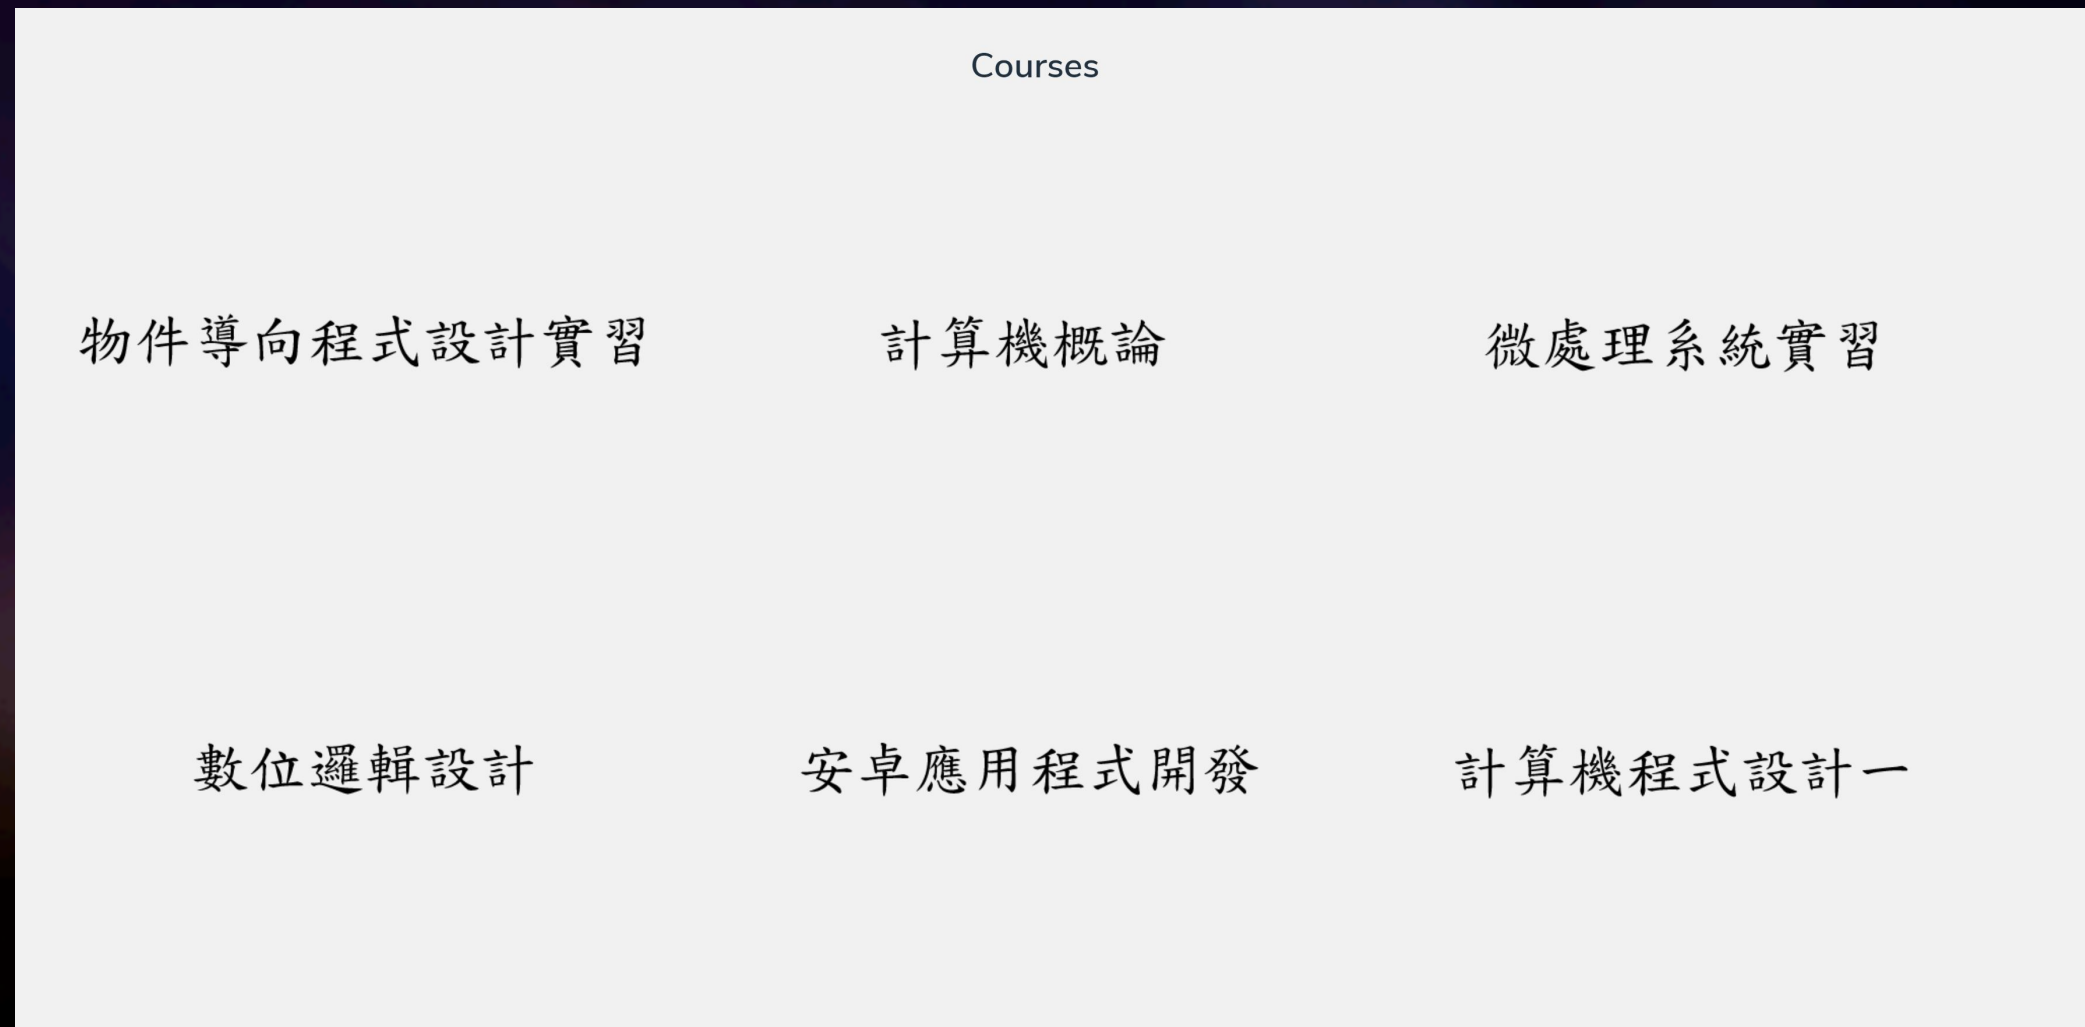 Courses
物件導向程式設計實習
計算機概論
微處理系統實習
數位邏輯設計
安卓應用程式開發
計算機程式設計一